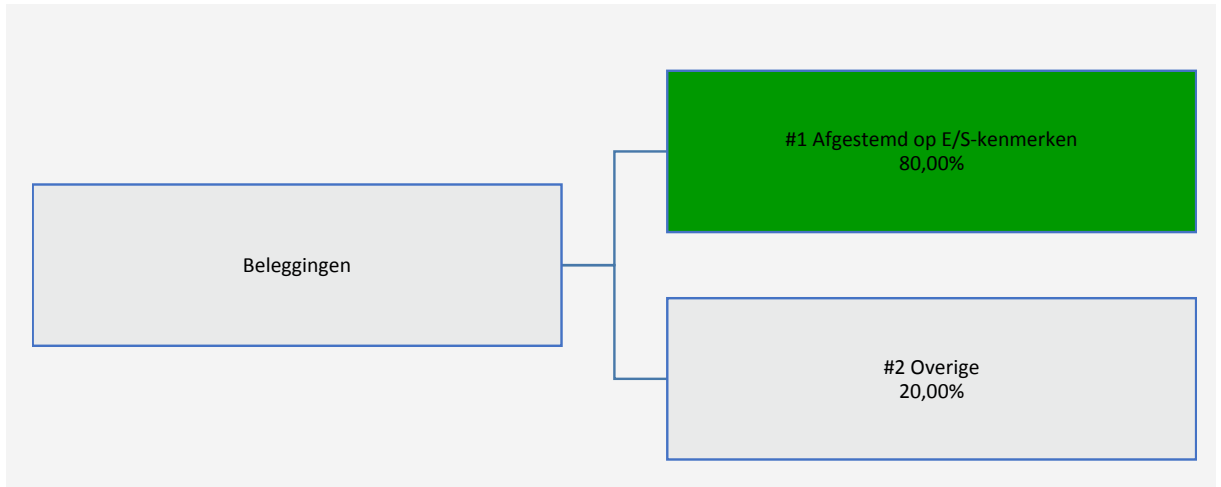 Beleggingen
#1 Afgestemd op E/S-kenmerken
80,00%
#2 Overige
20,00%